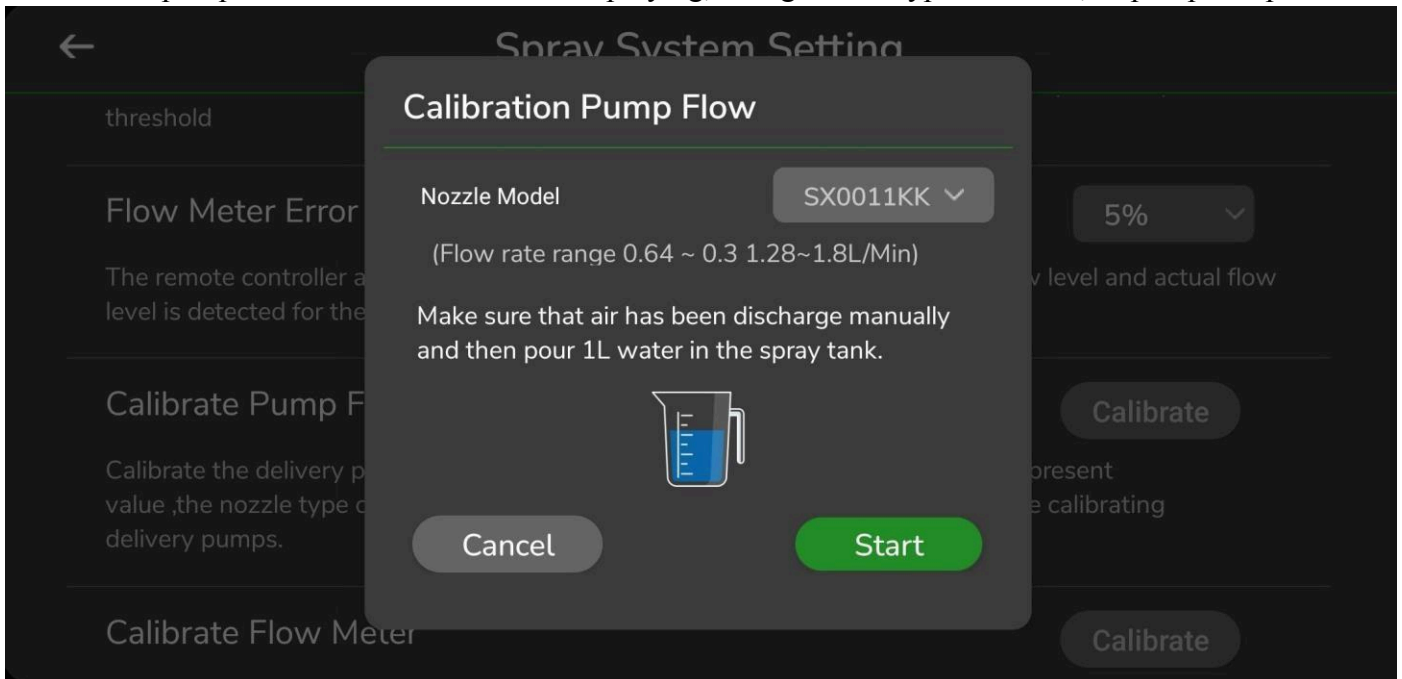 Spray System Setting
threshold
Calibration Pump Flow
Nozzle Model
SX0011KK
(Flow rate range 0.64 ~ 0.3 1.28~1.8L/Min)
Make sure that air has been discharge manually
and then pour 1L water in the spray tank.
Cancel
Start
Flow Meter Error
5%
The remote controller
level and actual flow
level is detected for the
Calibrate Pump
Calibrate
Calibrate the delivery
present
value ,the nozzle type
calibrating
delivery pumps.
Calibrate Flow Meter
Calibrate